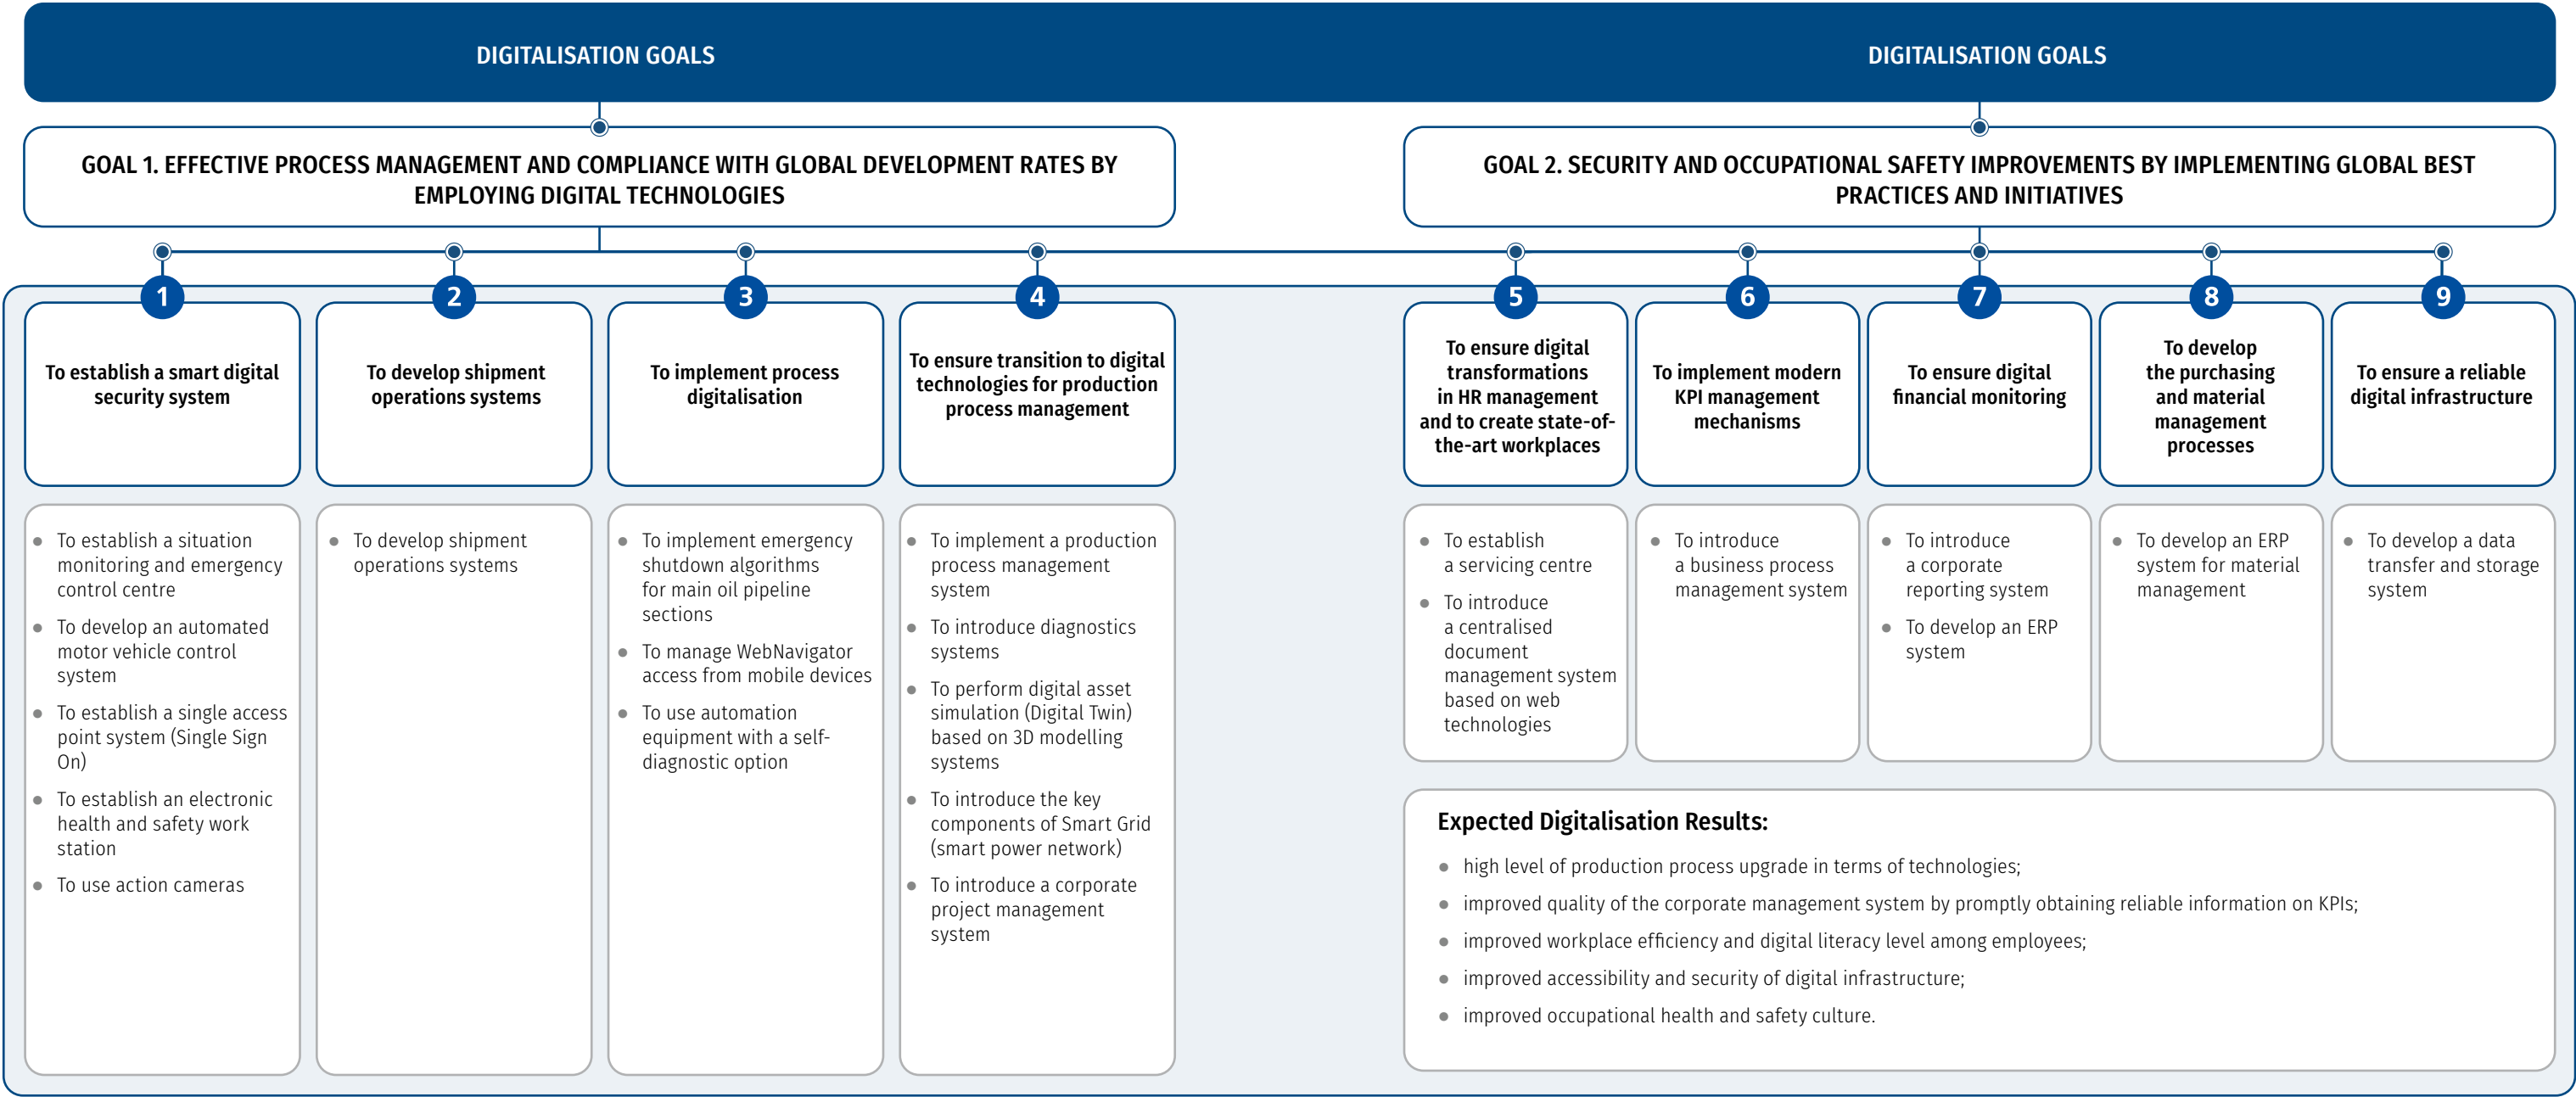 DIGITALISATION GOALS
DIGITALISATION GOALS
GOAL 1. EFFECTIVE PROCESS MANAGEMENT AND COMPLIANCE WITH GLOBAL DEVELOPMENT RATES BY
EMPLOYING DIGITAL TECHNOLOGIES
GOAL 2. SECURITY AND OCCUPATIONAL SAFETY IMPROVEMENTS BY IMPLEMENTING GLOBAL BEST
PRACTICES AND INITIATIVES
1
To establish a smart digital
security system
2
To develop shipment
operations systems
3
To implement process
digitalisation
4
To ensure transition to digital
technologies for production
process management
5
To ensure digital
transformations
in HR management
and to create state-of-
the-art workplaces
6
To implement modern
KPI management
mechanisms
7
To ensure digital
financial monitoring
8
To develop
the purchasing
and material
management
processes
9
To ensure a reliable
digital infrastructure
• To establish a situation
monitoring and emergency
control centre
• To develop an automated
motor vehicle control
system
• To establish a single access
point system (Single Sign
On)
• To establish an electronic
health and safety work
station
• To use action cameras
• To develop shipment
operations systems
• To implement emergency
shutdown algorithms
for main oil pipeline
sections
• To manage WebNavigator
access from mobile devices
• To use automation
equipment with a self-
diagnostic option
• To implement a production
process management
system
• To introduce diagnostics
systems
• To perform digital asset
simulation (Digital Twin)
based on 3D modelling
systems
• To introduce the key
components of Smart Grid
(smart power network)
• To introduce a corporate
project management
system
• To establish
a servicing centre
• To introduce
a centralised
document
management system
based on web
technologies
• To introduce
a business process
management system
• To introduce
a corporate
reporting system
• To develop an ERP
system
• To develop an ERP
system for material
management
• To develop a data
transfer and storage
system
Expected Digitalisation Results:
• high level of production process upgrade in terms of technologies;
• improved quality of the corporate management system by promptly obtaining reliable information on KPIs;
• improved workplace efficiency and digital literacy level among employees;
• improved accessibility and security of digital infrastructure;
• improved occupational health and safety culture.